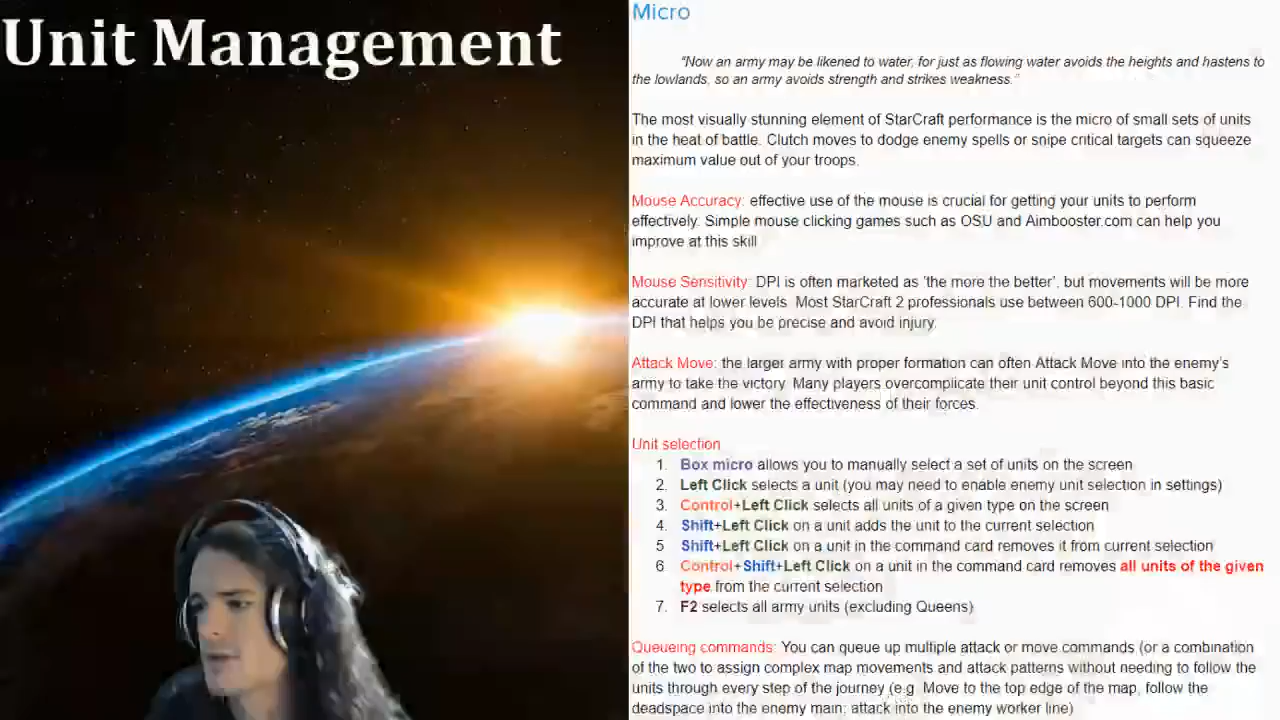 Unit Management
Micro
"Now an army may be likened to water, for just as flowing water avoids the heights and hastens to
the lowlands, so an army avoids strength and strikes weakness."
The most visually stunning element of StarCraft performance is the micro of small sets of units
in the heat of battle. Clutch moves to dodge enemy spells or snipe critical targets can squeeze
maximum value out of your troops.
Mouse Accuracy: effective use of the mouse is crucial for getting your units to perform
effectively. Simple mouse clicking games such as OSU and Aimbooster.com can help you
improve at this skill
Mouse Sensitivity: DPI is often marketed as 'the more the better', but movements will be more
accurate at lower levels. Most StarCraft 2 professionals use between 600-1000 DPI. Find the
DPI that helps you be precise and avoid injury.
Attack Move: the larger army with proper formation can often Attack Move into the enemy's
army to take the victory. Many players overcomplicate their unit control beyond this basic
command and lower the effectiveness of their forces.
Unit selection
1. Box micro allows you to manually select a set of units on the screen
2. Left Click selects a unit (you may need to enable enemy unit selection in settings)
3. Control+Left Click selects all units of a given type on the screen
4. Shift+Left Click on a unit adds the unit to the current selection
5 Shift+Left Click on a unit in the command card removes it from current selection
6 Control+Shift+Left Click on a unit in the command card removes all units of the given
type from the current selection
7. F2 selects all army units (excluding Queens)
Queueing commands: You can queue up multiple attack or move commands (or a combination
of the two to assign complex map movements and attack patterns without needing to follow the
units through every step of the journey (e.g. Move to the top edge of the map, follow the
deadspace into the enemy main; attack into the enemy worker line)